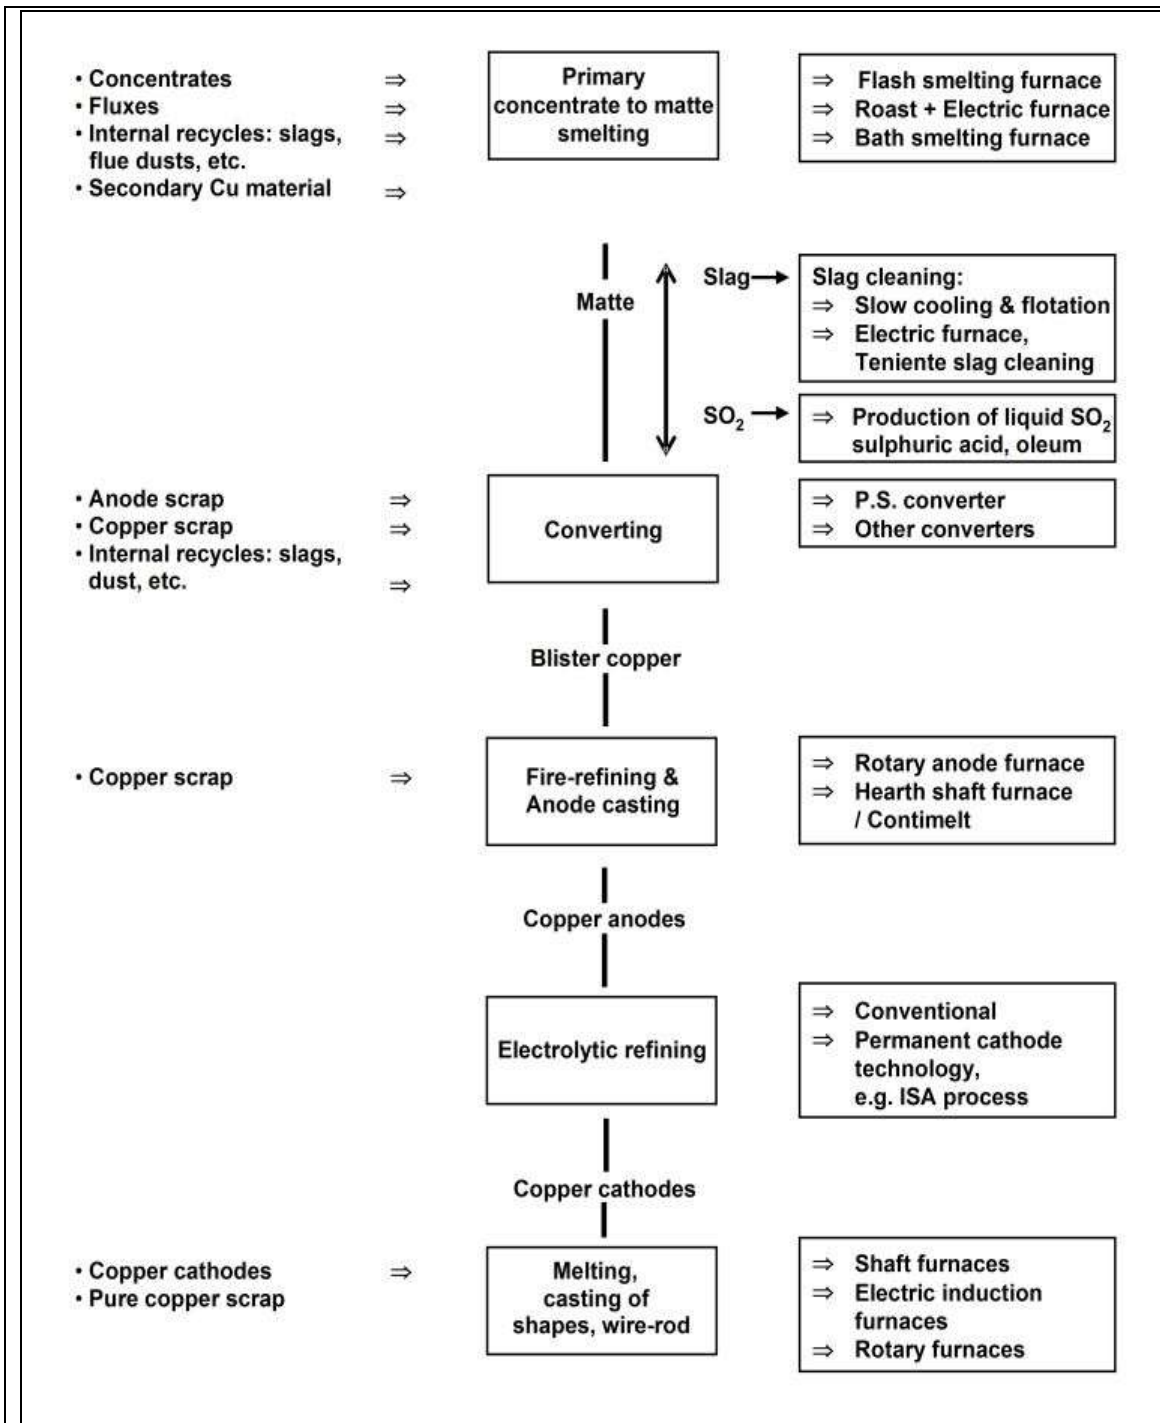 • Concentrates ⇒
• Fluxes ⇒
• Internal recycles: slags, ⇒
flue dusts, etc.
• Secondary Cu material ⇒
Primary
concentrate to matte
smelting
⇒ Flash smelting furnace
⇒ Roast + Electric furnace
⇒ Bath smelting furnace
Matte
Slag
Slag cleaning:
⇒ Slow cooling & flotation
⇒ Electric furnace,
Teniente slag cleaning
SO₂
⇒ Production of liquid SO₂
sulphuric acid, oleum
• Anode scrap ⇒
• Copper scrap ⇒
• Internal recycles: slags,
dust, etc. ⇒
Converting
⇒ P.S. converter
⇒ Other converters
Blister copper
• Copper scrap ⇒
Fire-refining &
Anode casting
⇒ Rotary anode furnace
⇒ Hearth shaft furnace
/ Contimelt
Copper anodes
Electrolytic refining
⇒ Conventional
⇒ Permanent cathode
technology,
e.g. ISA process
Copper cathodes
• Copper cathodes ⇒
• Pure copper scrap
Melting,
casting of
shapes, wire-rod
⇒ Shaft furnaces
⇒ Electric induction
furnaces
⇒ Rotary furnaces